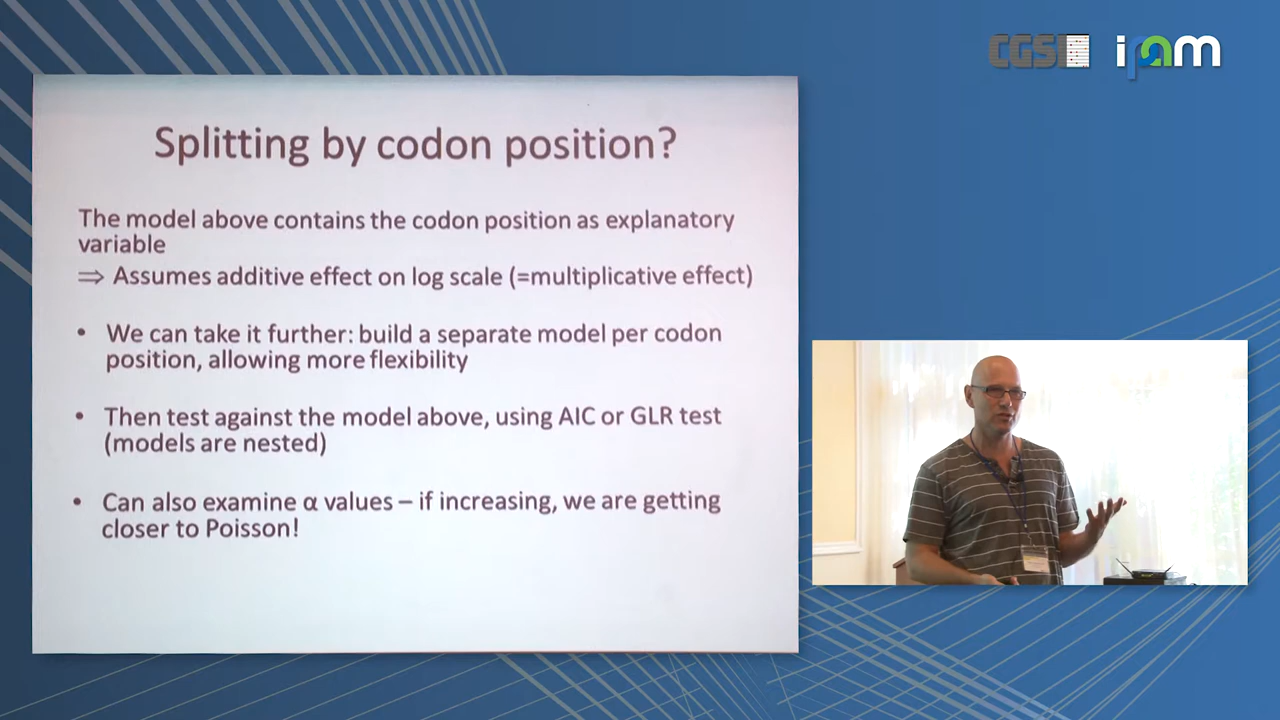 CGSI
ipam
Splitting by codon position?
The model above contains the codon position as explanatory
variable
⇒ Assumes additive effect on log scale (=multiplicative effect)
• We can take it further: build a separate model per codon
position, allowing more flexibility
• Then test against the model above, using AIC or GLR test
(models are nested)
• Can also examine α values – if increasing, we are getting
closer to Poisson!